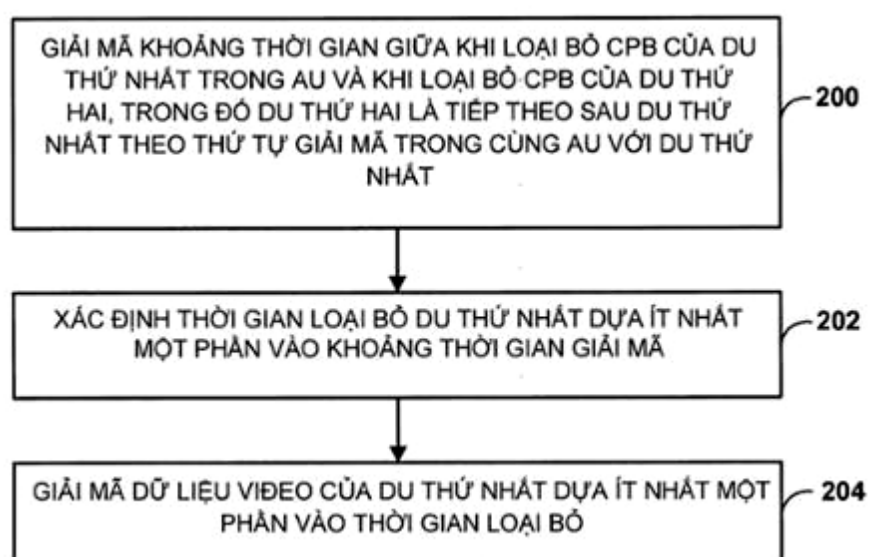 GIẢI MÃ KHOẢNG THỜI GIAN GIỮA KHI LOẠI BỎ CPB CỦA DU
THỨ NHẤT TRONG AU VÀ KHI LOẠI BỎ CPB CỦA DU THỨ
HAI, TRONG ĐÓ DU THỨ HAI LÀ TIẾP THEO SAU DU THỨ
NHẤT THEO THỨ TỰ GIẢI MÃ TRONG CÙNG AU VỚI DU THỨ
NHẤT
200
XÁC ĐỊNH THỜI GIAN LOẠI BỎ DU THỨ NHẤT DỰA ÍT NHẤT
MỘT PHẦN VÀO KHOẢNG THỜI GIAN GIẢI MÃ
202
GIẢI MÃ DỮ LIỆU VIĐEO CỦA DU THỨ NHẤT DỰA ÍT NHẤT MỘT
PHẦN VÀO THỜI GIAN LOẠI BỎ
204